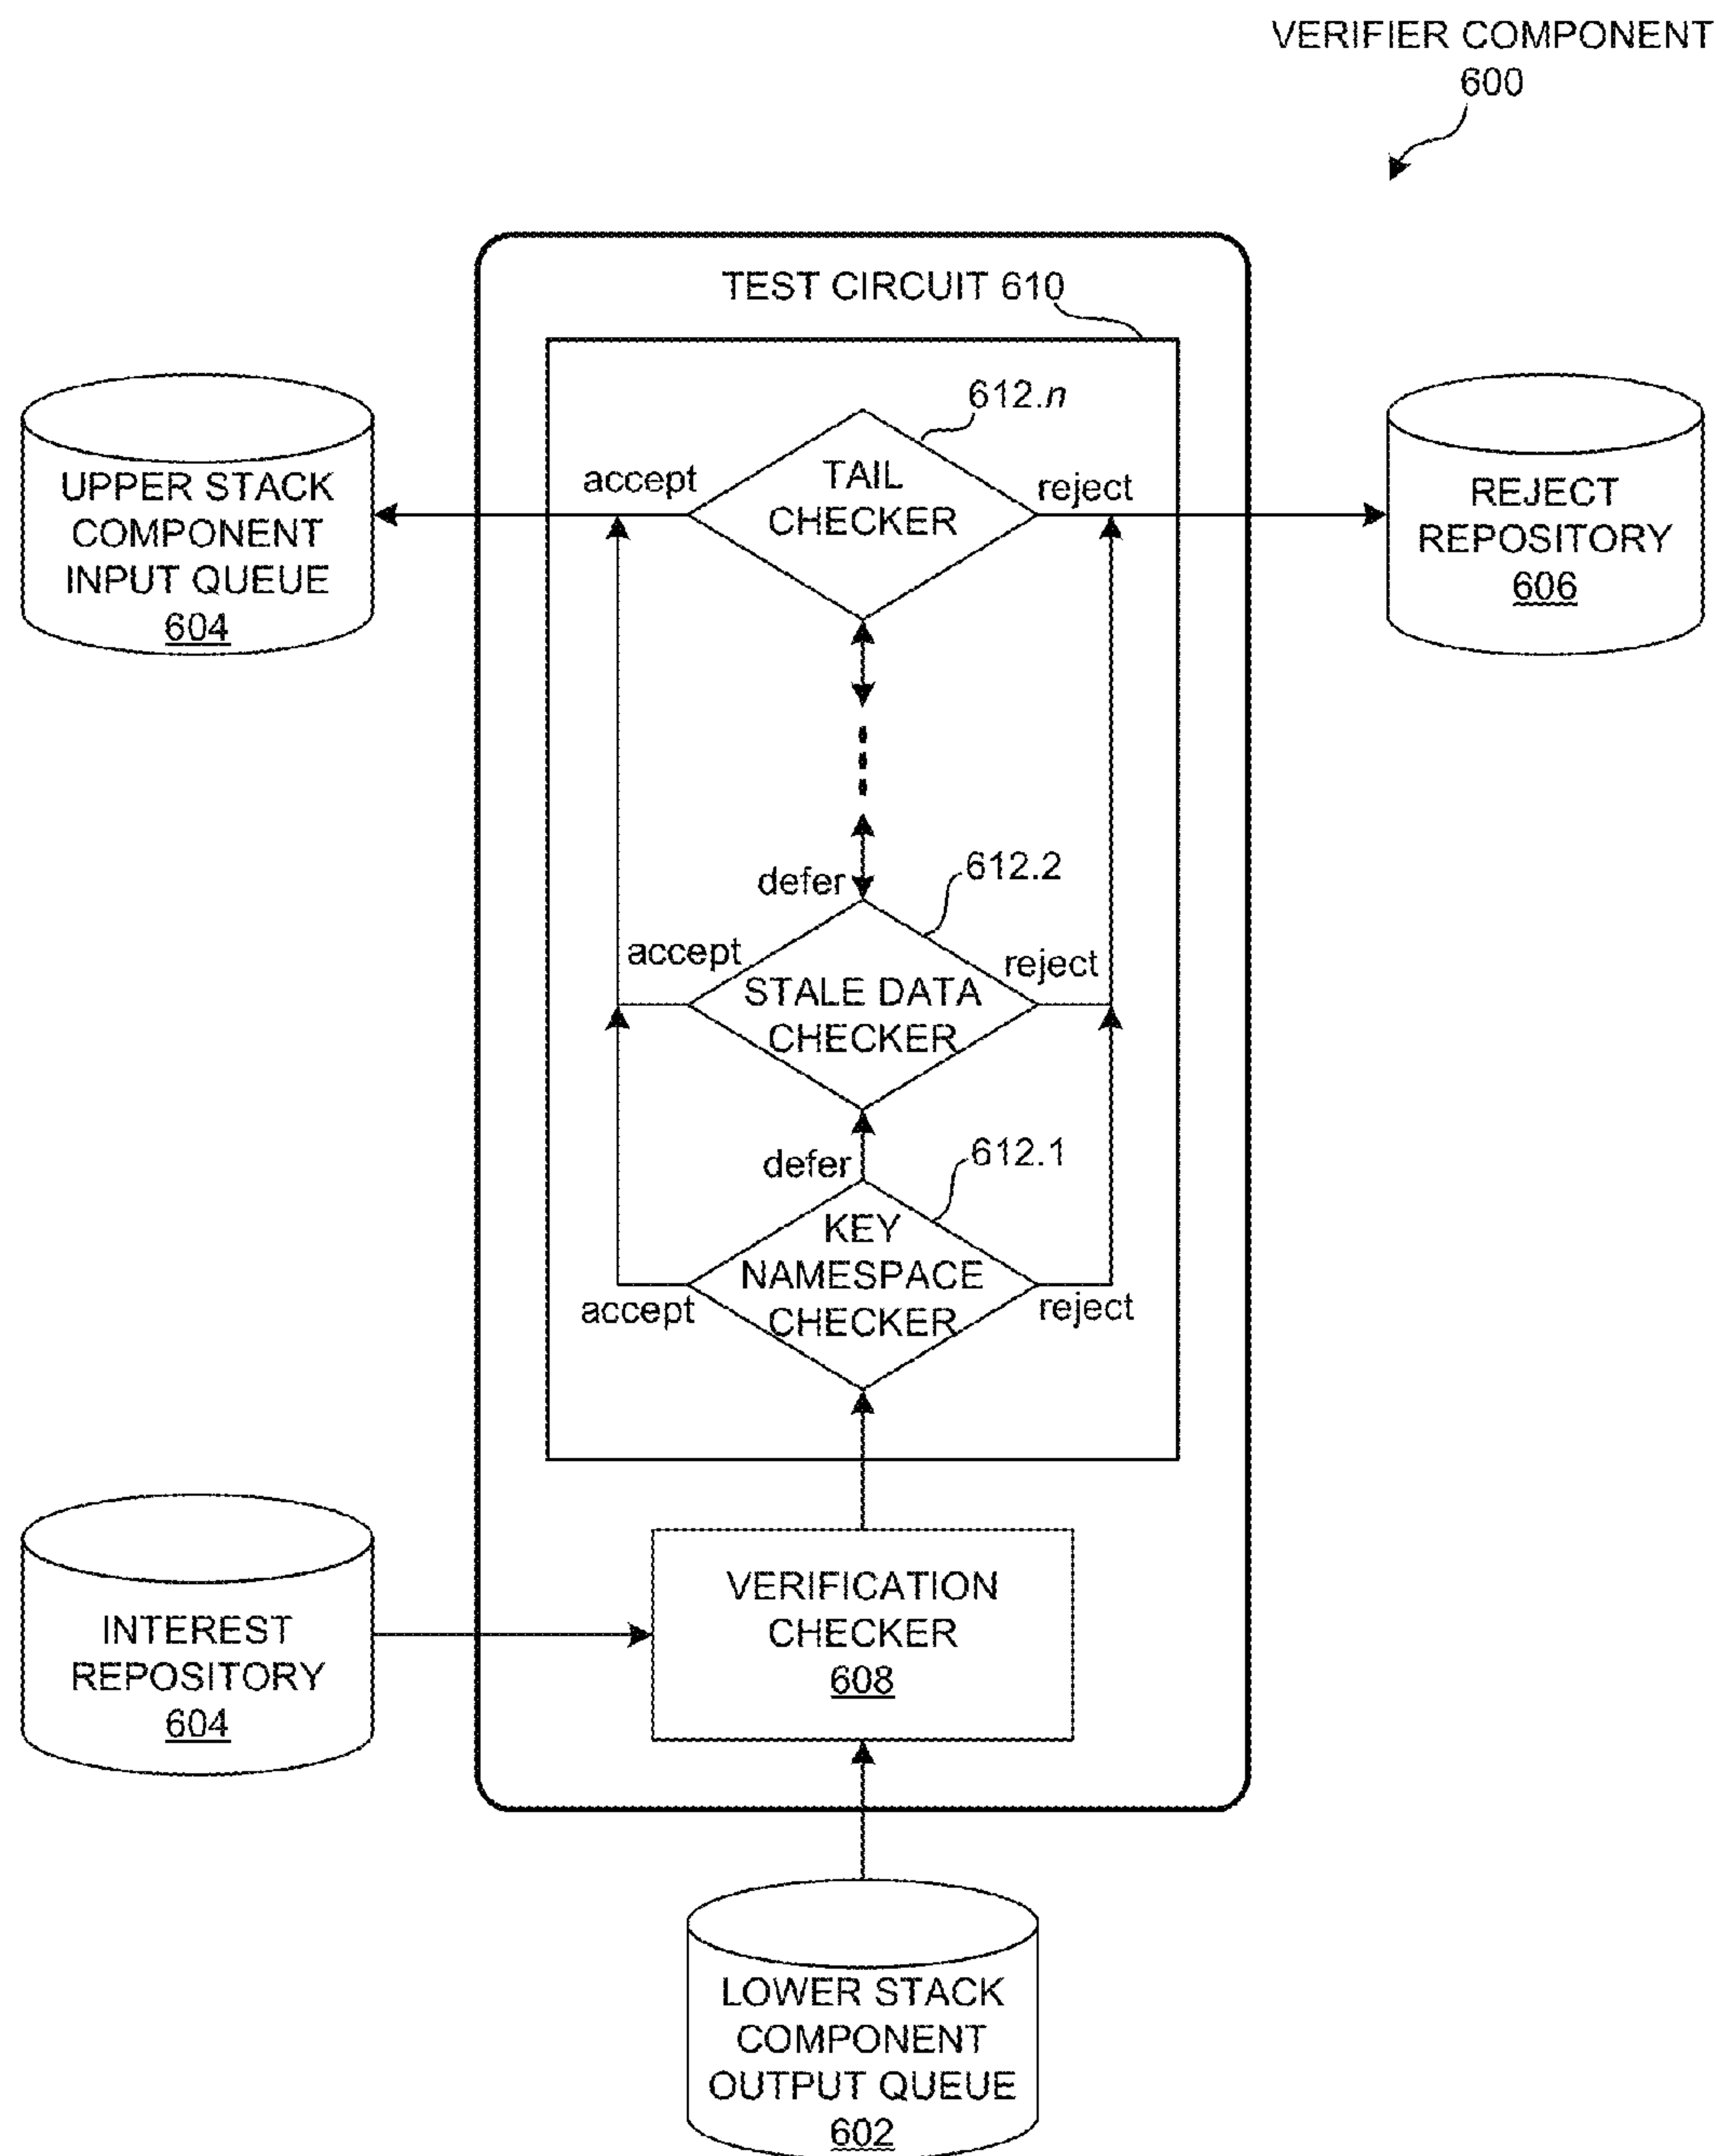 VERIFIER COMPONENT
600
TEST CIRCUIT 610
612.n
UPPER STACK
COMPONENT
INPUT QUEUE
604
accept
TAIL
CHECKER
reject
REJECT
REPOSITORY
606
defer
612.2
accept
reject
STALE DATA
CHECKER
defer
612.1
KEY
NAMESPACE
CHECKER
accept
reject
INTEREST
REPOSITORY
604
VERIFICATION
CHECKER
608
LOWER STACK
COMPONENT
OUTPUT QUEUE
602